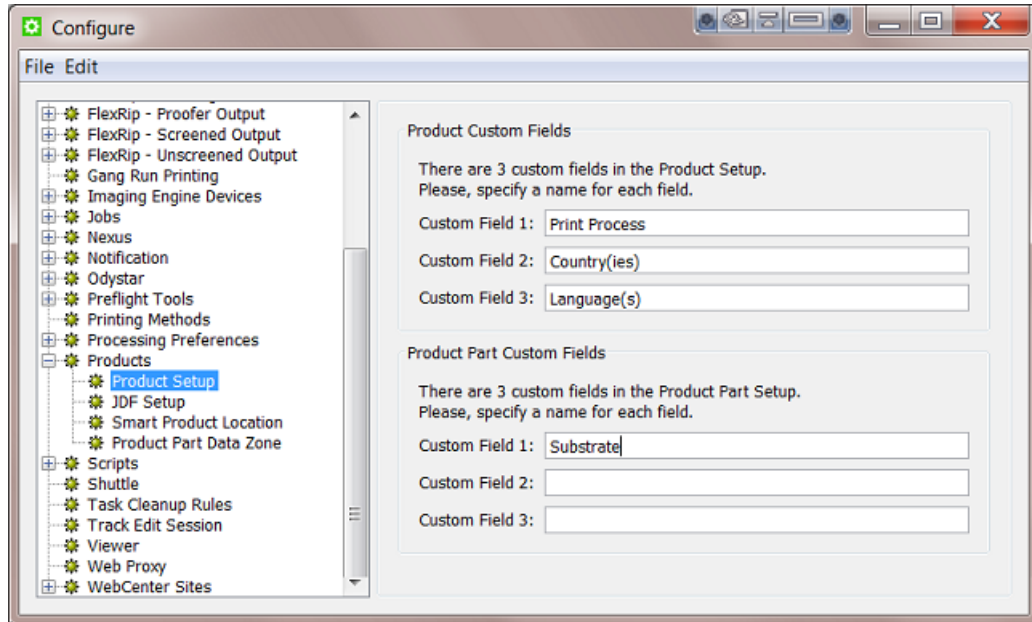 Configure
File Edit
FlexRip - Proofer Output
FlexRip - Screened Output
FlexRip - Unscreened Output
Gang Run Printing
Imaging Engine Devices
Jobs
Nexus
Notification
Odystar
Preflight Tools
Printing Methods
Processing Preferences
Products
Product Setup
JDF Setup
Smart Product Location
Product Part Data Zone
Scripts
Shuttle
Task Cleanup Rules
Track Edit Session
Viewer
Web Proxy
WebCenter Sites
Product Custom Fields
There are 3 custom fields in the Product Setup.
Please, specify a name for each field.
Custom Field 1: Print Process
Custom Field 2: Country(ies)
Custom Field 3: Language(s)
Product Part Custom Fields
There are 3 custom fields in the Product Part Setup.
Please, specify a name for each field.
Custom Field 1: Substrate
Custom Field 2:
Custom Field 3: